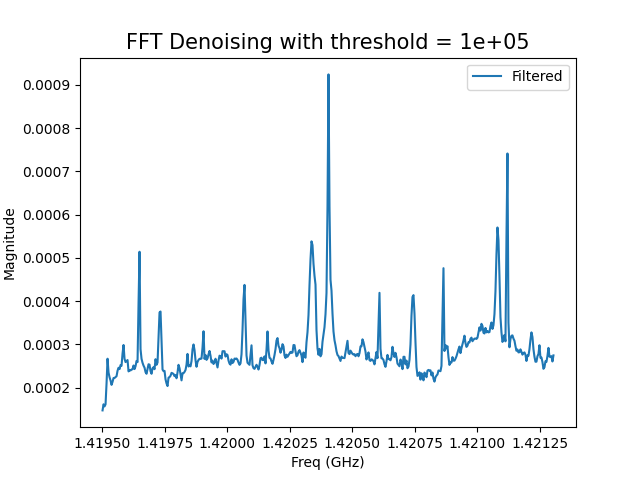 FFT Denoising with threshold = 1e+05
Filtered
0.0009
0.0008
0.0007
0.0006
0.0005
0.0004
0.0003
0.0002
Magnitude
1.41950 1.41975 1.42000 1.42025 1.42050 1.42075 1.42100 1.42125
Freq (GHz)